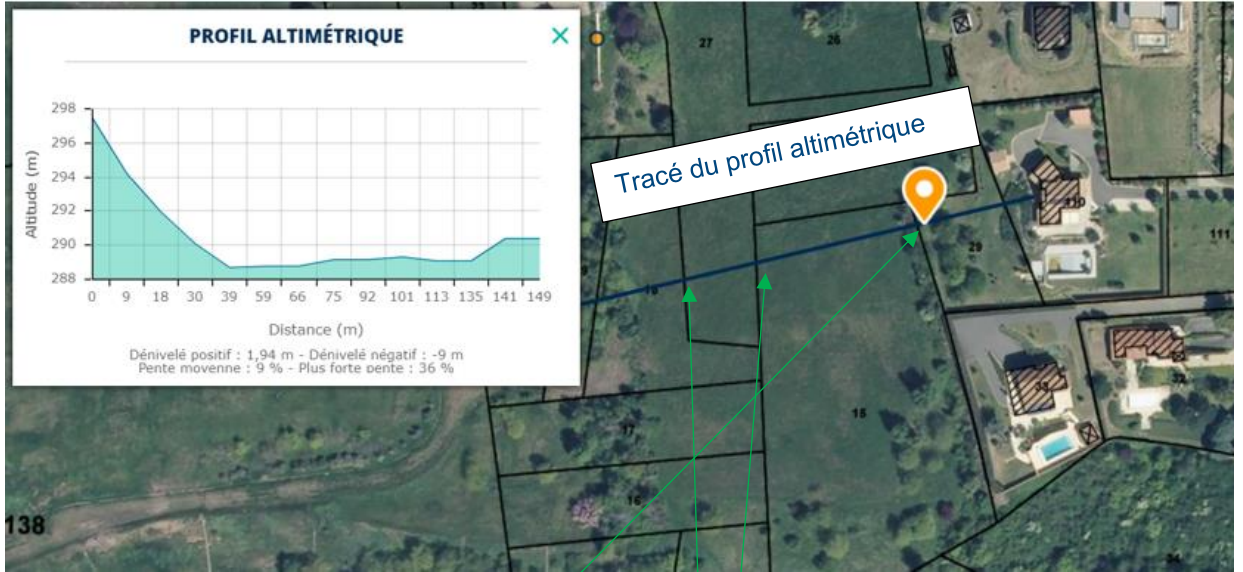 PROFIL ALTIMÉTRIQUE
298
296
294
292
290
288
Altitude (m)
0 9 18 30 39 59 66 75 92 101 113 135 141 149
Distance (m)
Dénivelé positif : 1,94 m - Dénivelé négatif : -9 m
Pente moyenne : 9 % - Plus forte pente : 36 %
27
26
Tracé du profil altimétrique
110
29
111
33
32
15
17
16
138